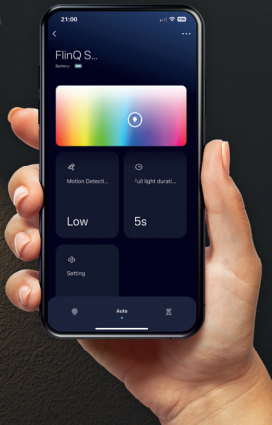 21:00
FlinQ S...
Battery:
Motion Detecti...
Full light durati...
Low
5s
Setting
Auto